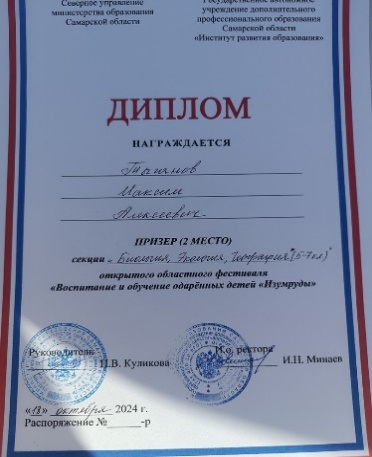 Северное управление
министерства образования
Самарской области
Государственное автономное
учреждение дополнительного
профессионального образования
Самарской области
«Институт развития образования»
ДИПЛОМ
НАГРАЖДАЕТСЯ
Максим
Алексеевич
ПРИЗЕР (2 МЕСТО)
секции „Биология, Экология, География" (5-7 кл)"
открытого областного фестиваля
«Воспитание и обучение одарённых детей «Изумруды»
Руководитель
Н.В. Куликова
И.о. ректора
И.П. Минаев
«18» октября 2024 г.
Распоряжение №______-р